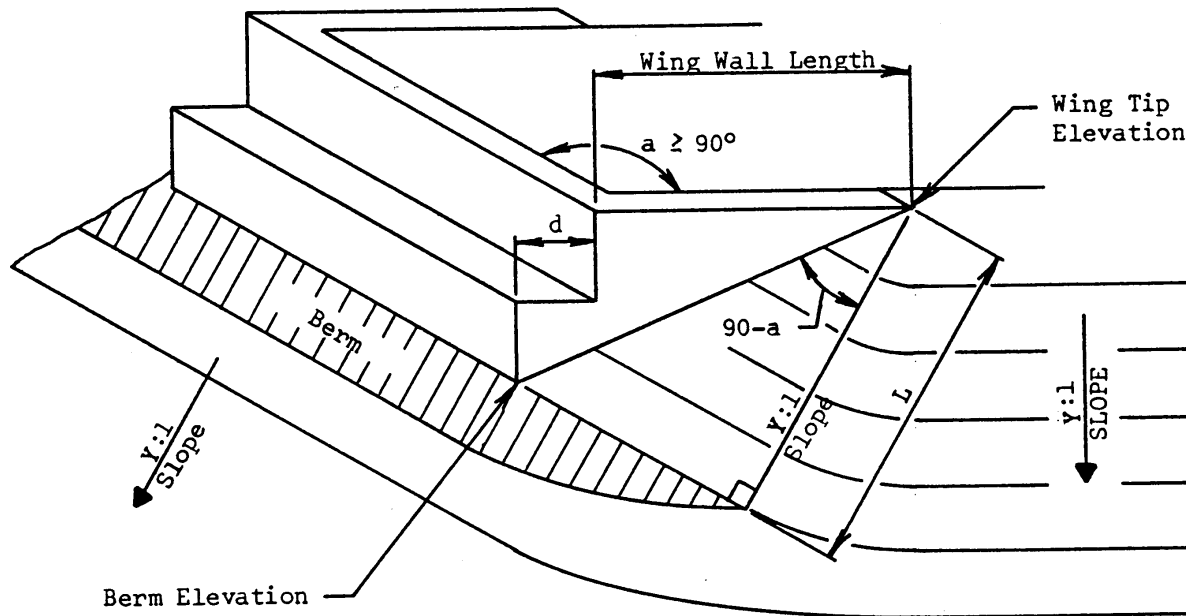 Wing Wall Length
Wing Tip
Elevation
a ≥ 90°
d
90-a
Berm
L
Y:1
Slope
Y:1
SLOPE
Y:1
Slope
Berm Elevation